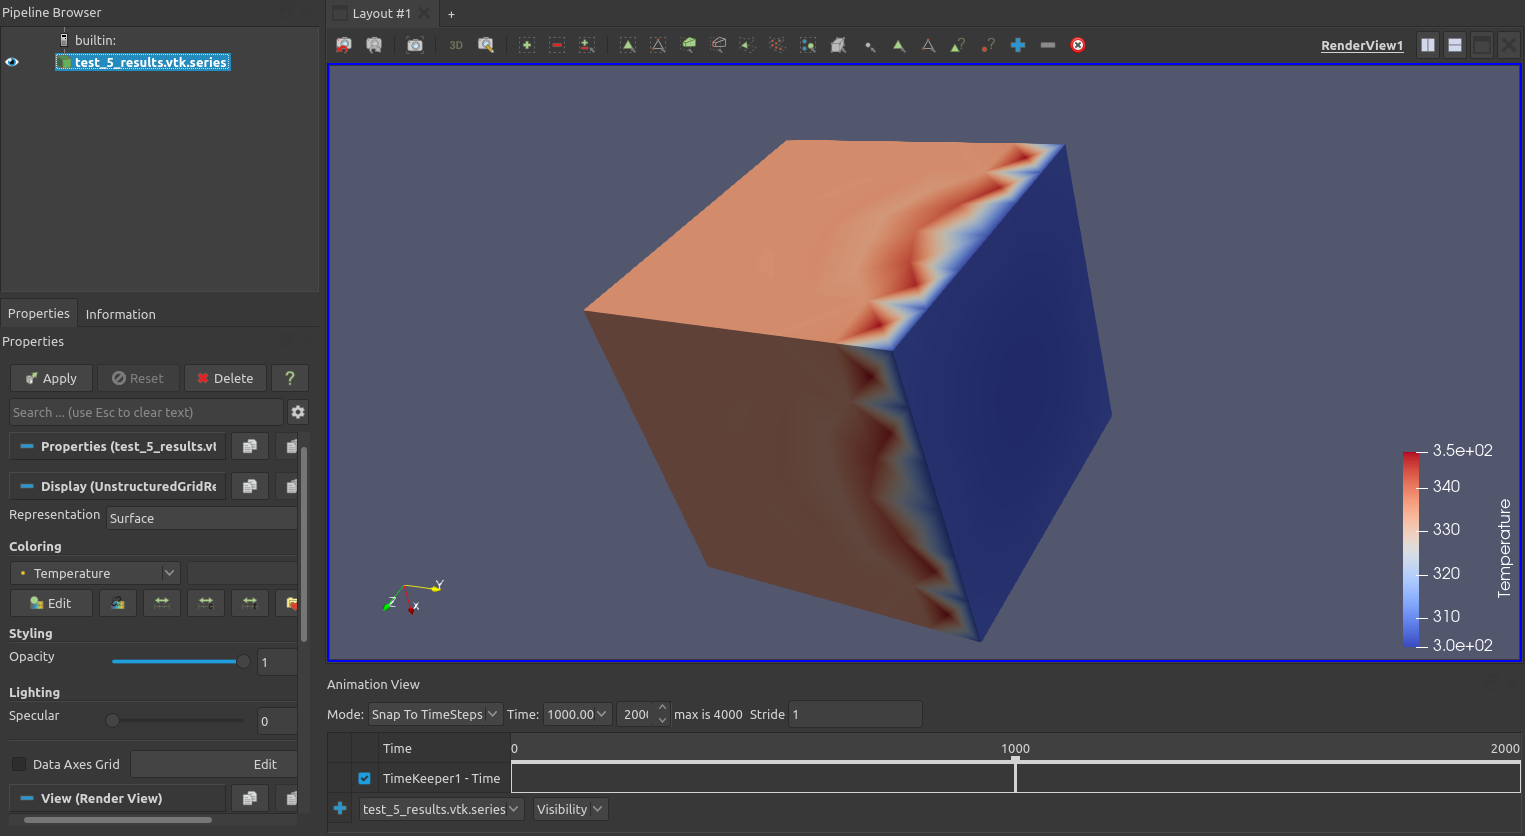 Pipeline Browser
builtin:
test_5_results.vtk.series
Properties Information
Properties
Apply Reset Delete ?
Search ... (use Esc to clear text)
Properties (test_5_results.vt
Display (UnstructuredGridRe
Representation Surface
Coloring
Temperature
Edit
Styling
Opacity 1
Lighting
Specular 0
Data Axes Grid Edit
View (Render View)
Layout #1 +
3D RenderView1
Y
Z
X
3.5e+02
340
330
320
310
3.0e+02
Temperature
Animation View
Mode: Snap To TimeSteps Time: 1000.00 200 max is 4000 Stride 1
Time 0 1000 2000
TimeKeeper1 - Time
test_5_results.vtk.series Visibility